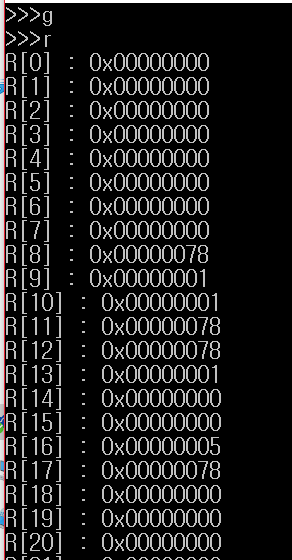 >>>g
>>>r
R[0] : 0x00000000
R[1] : 0x00000000
R[2] : 0x00000000
R[3] : 0x00000000
R[4] : 0x00000000
R[5] : 0x00000000
R[6] : 0x00000000
R[7] : 0x00000000
R[8] : 0x00000078
R[9] : 0x00000001
R[10] : 0x00000001
R[11] : 0x00000078
R[12] : 0x00000078
R[13] : 0x00000001
R[14] : 0x00000000
R[15] : 0x00000000
R[16] : 0x00000005
R[17] : 0x00000078
R[18] : 0x00000000
R[19] : 0x00000000
R[20] : 0x00000000